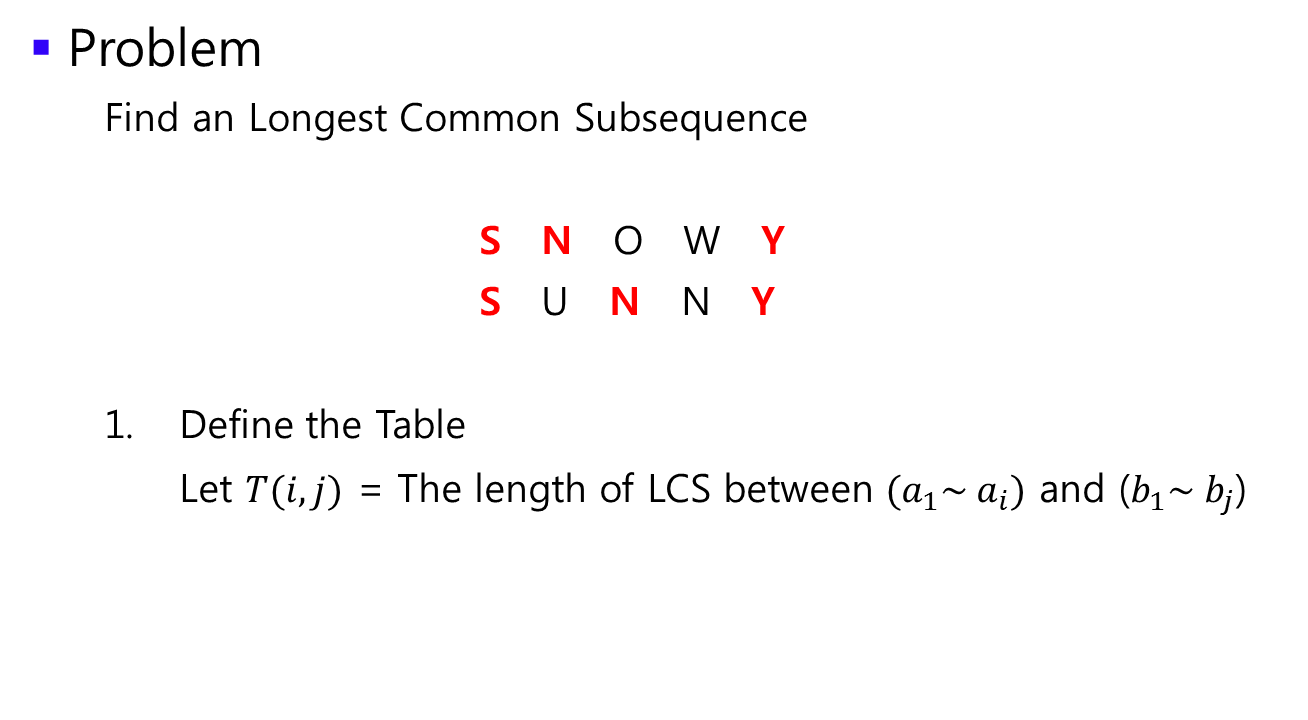 ▪ Problem
Find an Longest Common Subsequence
S N O W Y
S U N N Y
1. Define the Table
Let 𝑇(𝑖,𝑗) = The length of LCS between (𝑎₁~ 𝑎ᵢ) and (𝑏₁~ 𝑏ⱼ)